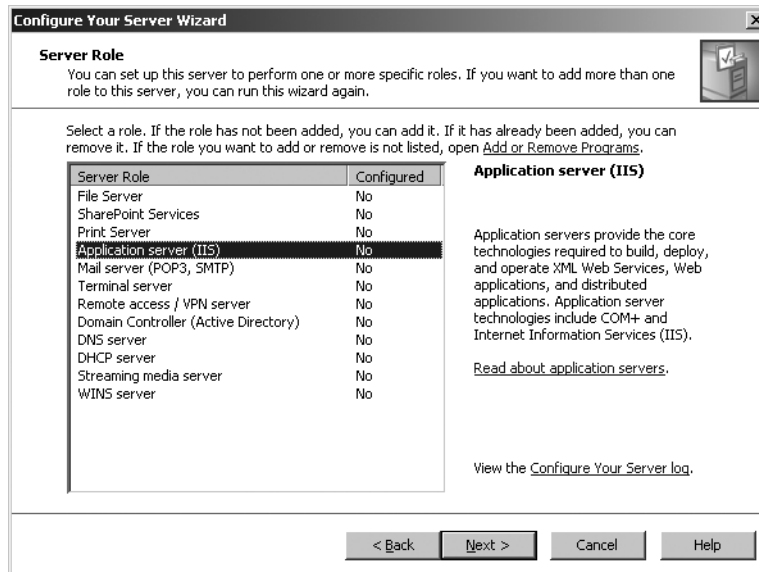 Configure Your Server Wizard
Server Role
You can set up this server to perform one or more specific roles. If you want to add more than one
role to this server, you can run this wizard again.
Select a role. If the role has not been added, you can add it. If it has already been added, you can
remove it. If the role you want to add or remove is not listed, open Add or Remove Programs.
Server Role Configured
File Server No
SharePoint Services No
Print Server No
Application server (IIS) No
Mail server (POP3, SMTP) No
Terminal server No
Remote access / VPN server No
Domain Controller (Active Directory) No
DNS server No
DHCP server No
Streaming media server No
WINS server No
Application server (IIS)
Application servers provide the core
technologies required to build, deploy,
and operate XML Web Services, Web
applications, and distributed
applications. Application server
technologies include COM+ and
Internet Information Services (IIS).
Read about application servers.
View the Configure Your Server log.
< Back Next > Cancel Help